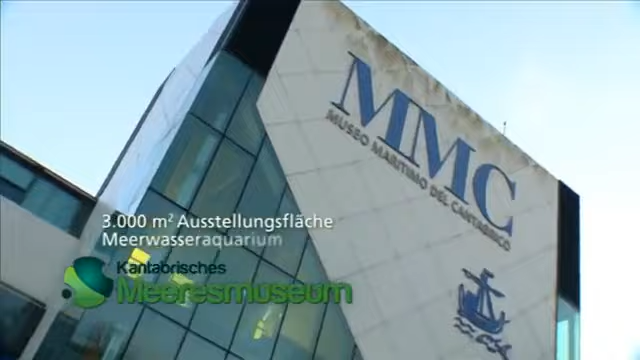 MMC
MUSEO MARITIMO DEL CANTABRICO
3.000 m² Ausstellungsfläche
Meerwasseraquarium
Kantabrisches
Meeresmuseum